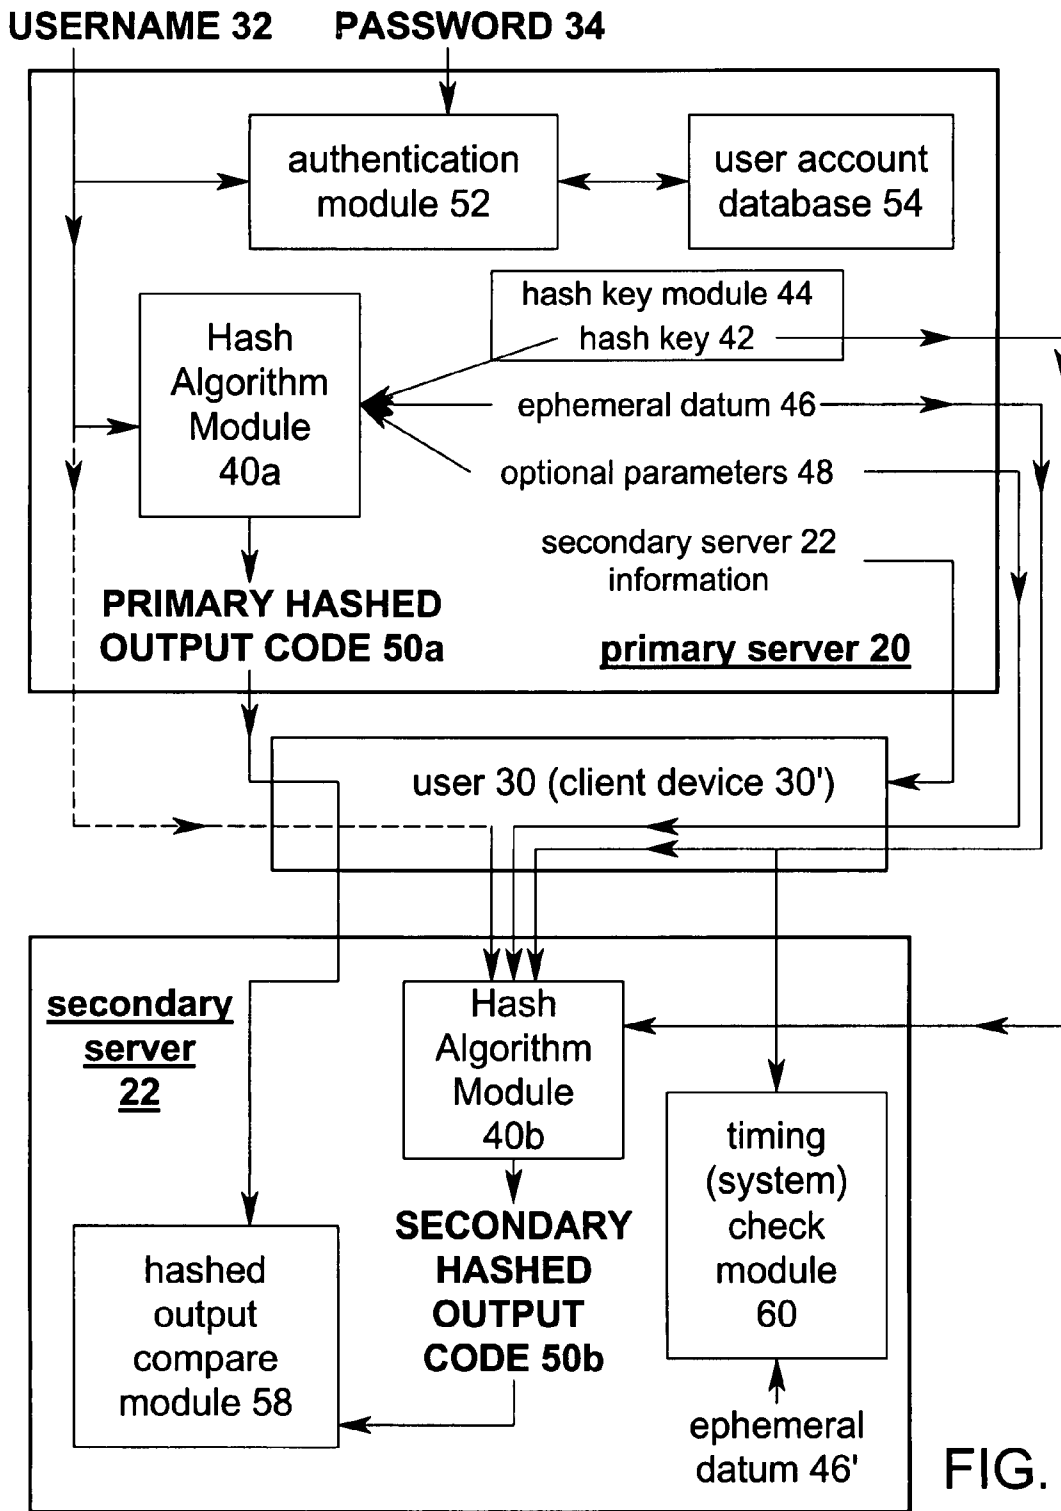 USERNAME 32
PASSWORD 34
authentication
module 52
user account
database 54
hash key module 44
hash key 42
Hash
Algorithm
Module
40a
ephemeral datum 46
optional parameters 48
secondary server 22
information
PRIMARY HASHED
OUTPUT CODE 50a
primary server 20
user 30 (client device 30')
secondary
server
22
Hash
Algorithm
Module
40b
timing
(system)
check
module
60
SECONDARY
HASHED
OUTPUT
CODE 50b
hashed
output
compare
module 58
ephemeral
datum 46'
FIG.